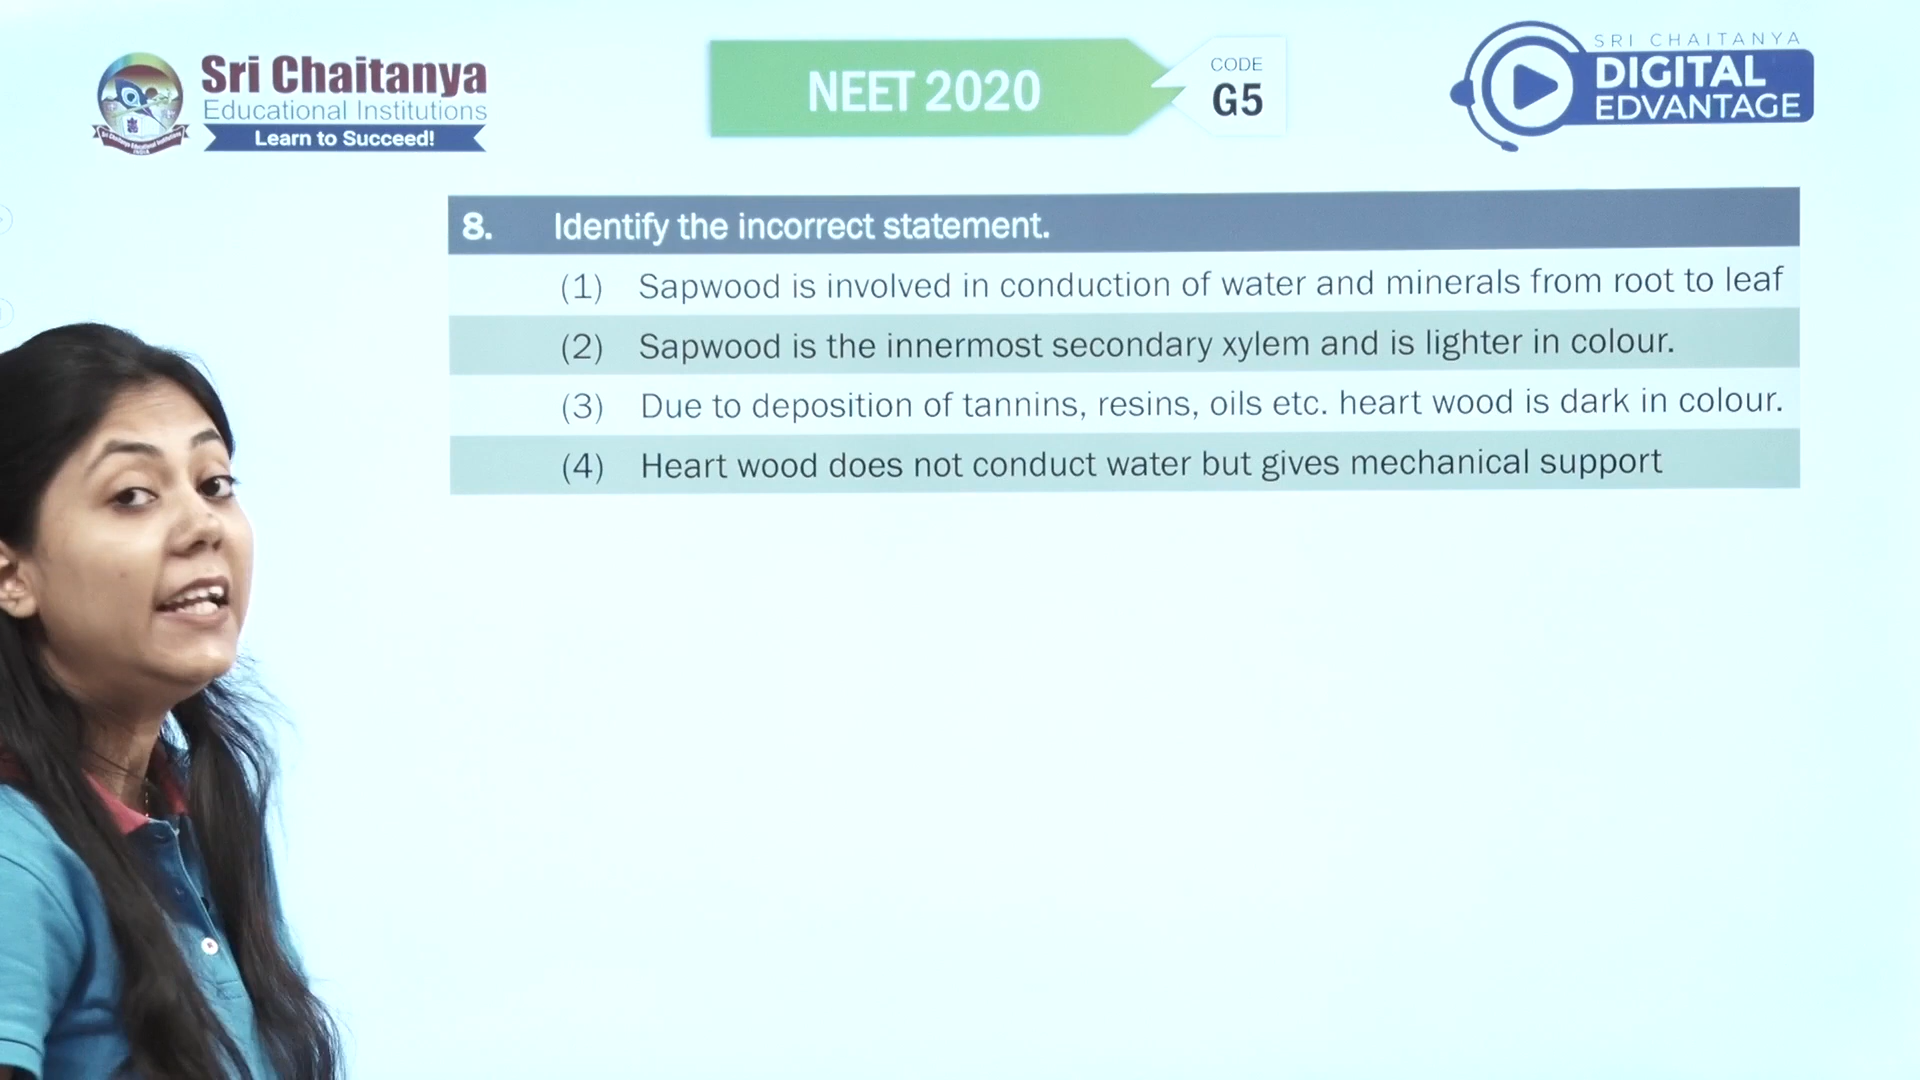 Sri Chaitanya
Educational Institutions
Learn to Succeed!
NEET 2020
CODE
G5
SRI CHAITANYA
DIGITAL
EDVANTAGE
8. Identify the incorrect statement.
(1) Sapwood is involved in conduction of water and minerals from root to leaf
(2) Sapwood is the innermost secondary xylem and is lighter in colour.
(3) Due to deposition of tannins, resins, oils etc. heart wood is dark in colour.
(4) Heart wood does not conduct water but gives mechanical support